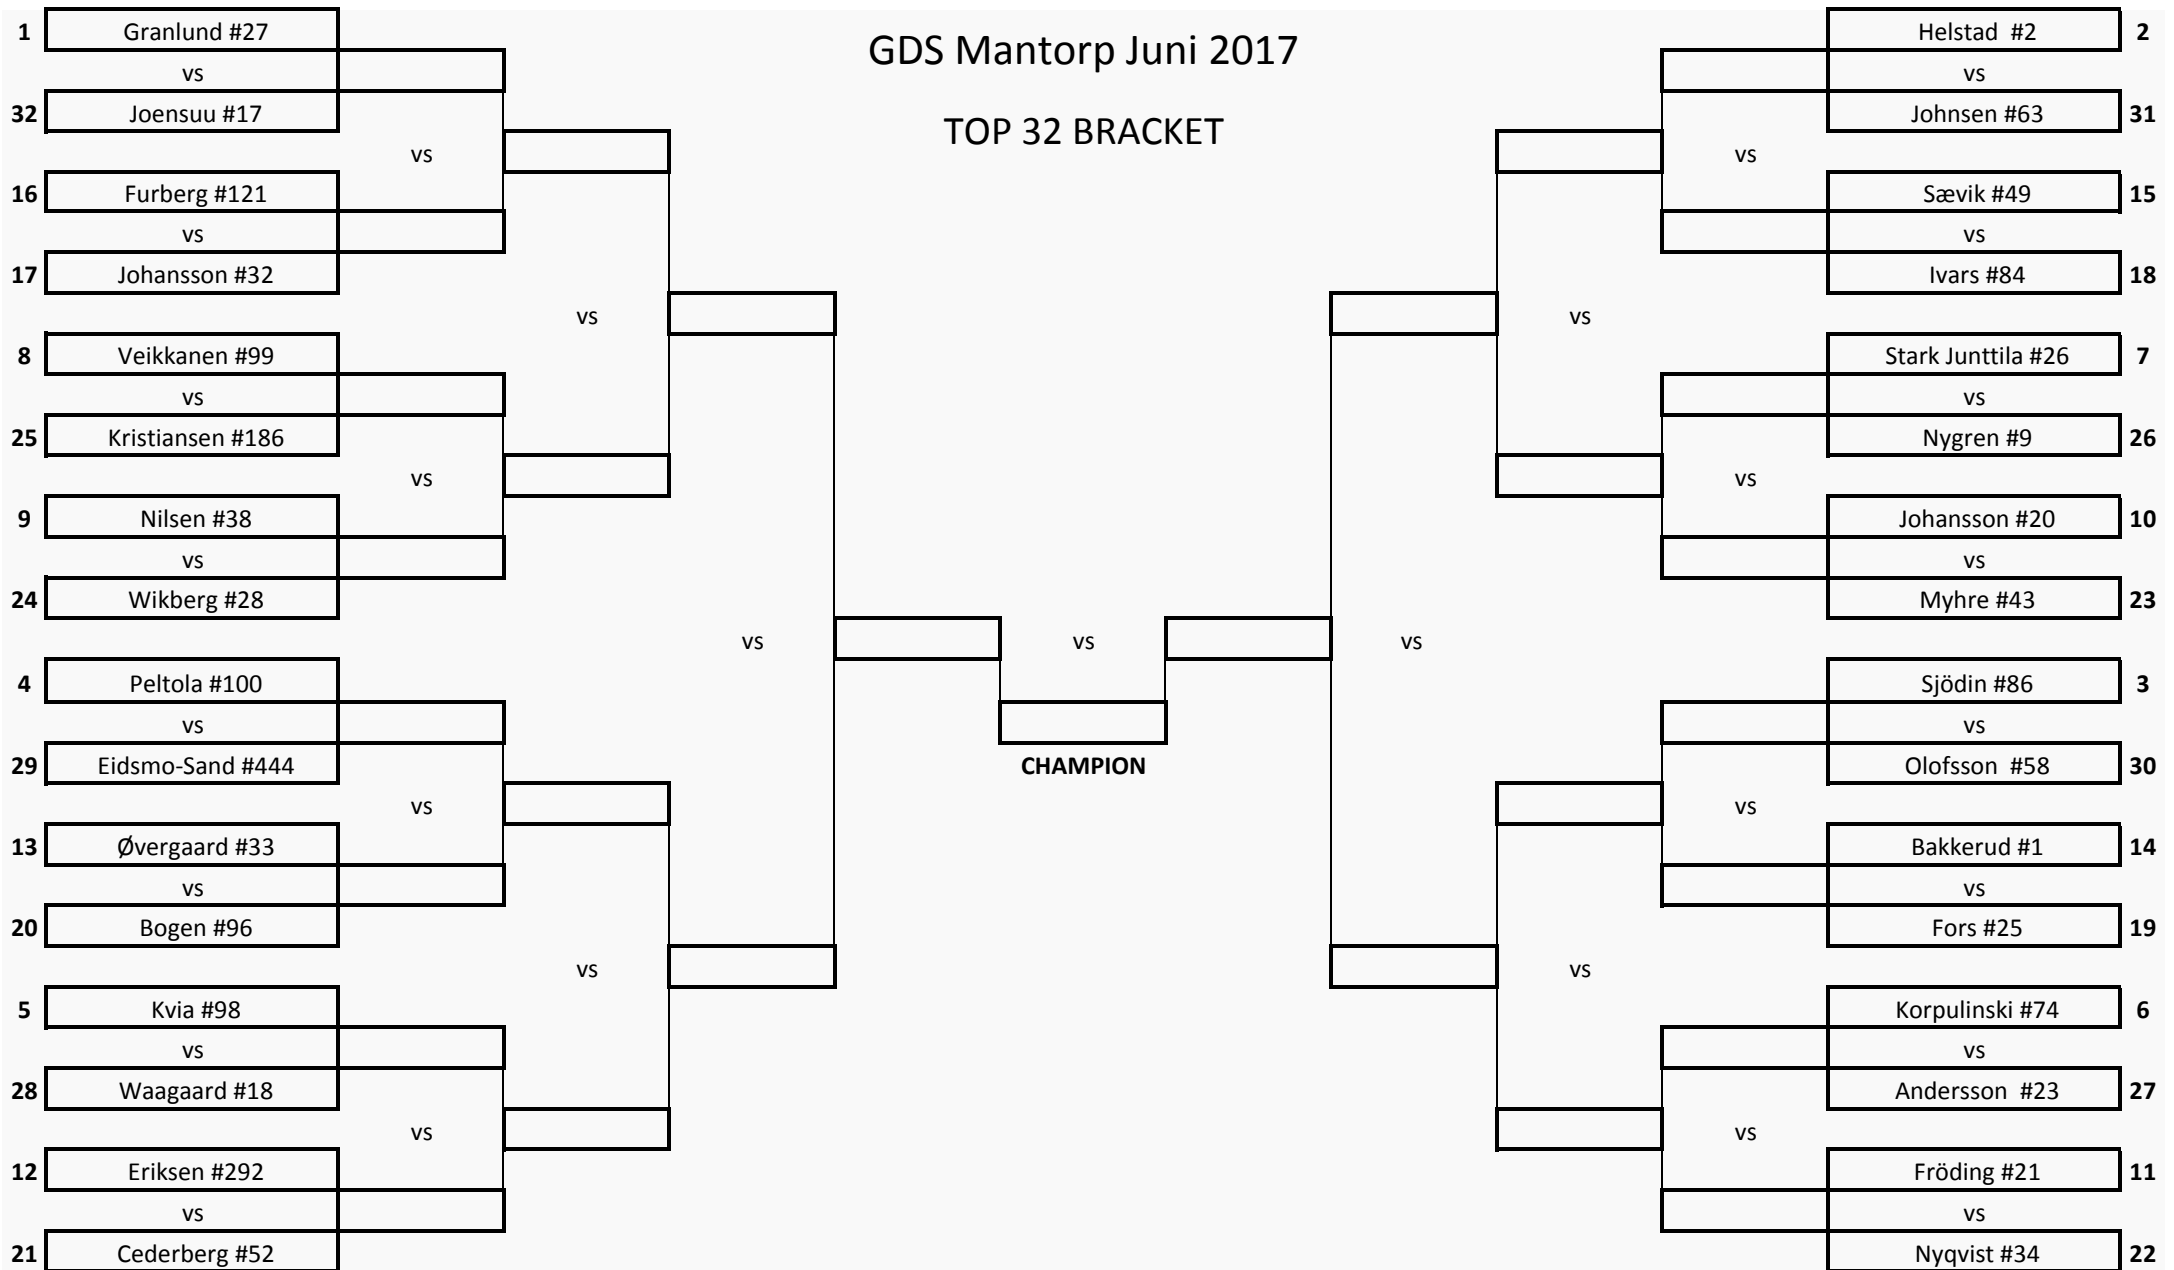 GDS Mantorp Juni 2017
TOP 32 BRACKET
1 Granlund #27
vs
32 Joensuu #17
vs
16 Furberg #121
vs
17 Johansson #32
vs
8 Veikkanen #99
vs
25 Kristiansen #186
vs
9 Nilsen #38
vs
24 Wikberg #28
vs
4 Peltola #100
vs
29 Eidsmo-Sand #444
vs
13 Øvergaard #33
vs
20 Bogen #96
vs
5 Kvia #98
vs
28 Waagaard #18
vs
12 Eriksen #292
vs
21 Cederberg #52
vs
CHAMPION
Helstad #2 2
vs
Johnsen #63 31
vs
Sævik #49 15
vs
Ivars #84 18
vs
Stark Junttila #26 7
vs
Nygren #9 26
vs
Johansson #20 10
vs
Myhre #43 23
vs
Sjödin #86 3
vs
Olofsson #58 30
vs
Bakkerud #1 14
vs
Fors #25 19
vs
Korpulinski #74 6
vs
Andersson #23 27
vs
Fröding #21 11
vs
Nyqvist #34 22